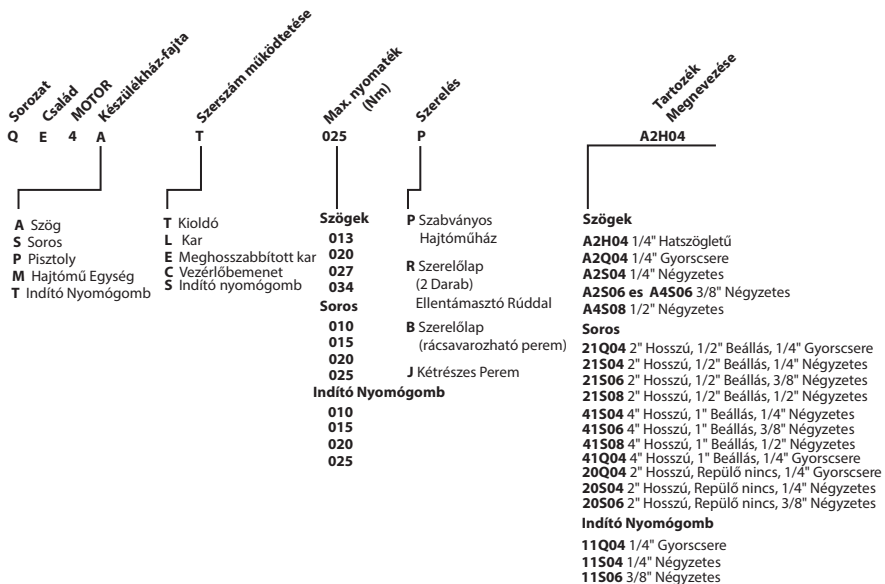 Sorozat
Család
MOTOR
Készülékház-fajta
Szerszám működtetése
Max. nyomaték
(Nm)
Szerelés
Tartozék
Megnevezése
Q E 4 A T 025 P A2H04
A Szög
S Soros
P Pisztoly
M Hajtómű Egység
T Indító Nyomógomb
T Kioldó
L Kar
E Meghosszabbított kar
C Vezérlőbemenet
S Indító nyomógomb
Szögek
013
020
027
034
Soros
010
015
020
025
Indító Nyomógomb
010
015
020
025
P Szabványos
Hajtóműház
R Szerelőlap
(2 Darab)
Ellentámasztó Rúddal
B Szerelőlap
(rácsavarozható perem)
J Kétrészes Perem
Szögek
A2H04 1/4" Hatszögletű
A2Q04 1/4" Gyorscsere
A2S04 1/4" Négyzetes
A2S06 es A4S06 3/8" Négyzetes
A4S08 1/2" Négyzetes
Soros
21Q04 2" Hosszú, 1/2" Beállás, 1/4" Gyorscsere
21S04 2" Hosszú, 1/2" Beállás, 1/4" Négyzetes
21S06 2" Hosszú, 1/2" Beállás, 3/8" Négyzetes
21S08 2" Hosszú, 1/2" Beállás, 1/2" Négyzetes
41S04 4" Hosszú, 1" Beállás, 1/4" Négyzetes
41S06 4" Hosszú, 1" Beállás, 3/8" Négyzetes
41S08 4" Hosszú, 1" Beállás, 1/2" Négyzetes
41Q04 4" Hosszú, 1" Beállás, 1/4" Gyorscsere
20Q04 2" Hosszú, Repülő nincs, 1/4" Gyorscsere
20S04 2" Hosszú, Repülő nincs, 1/4" Négyzetes
20S06 2" Hosszú, Repülő nincs, 3/8" Négyzetes
Indító Nyomógomb
11Q04 1/4" Gyorscsere
11S04 1/4" Négyzetes
11S06 3/8" Négyzetes